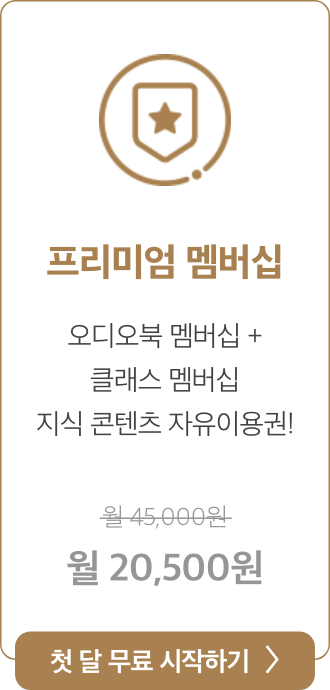 프리미엄 멤버십
오디오북 멤버십 +
클래스 멤버십
지식 콘텐츠 자유이용권!
월 45,000원
월 20,500원
첫 달 무료 시작하기 >